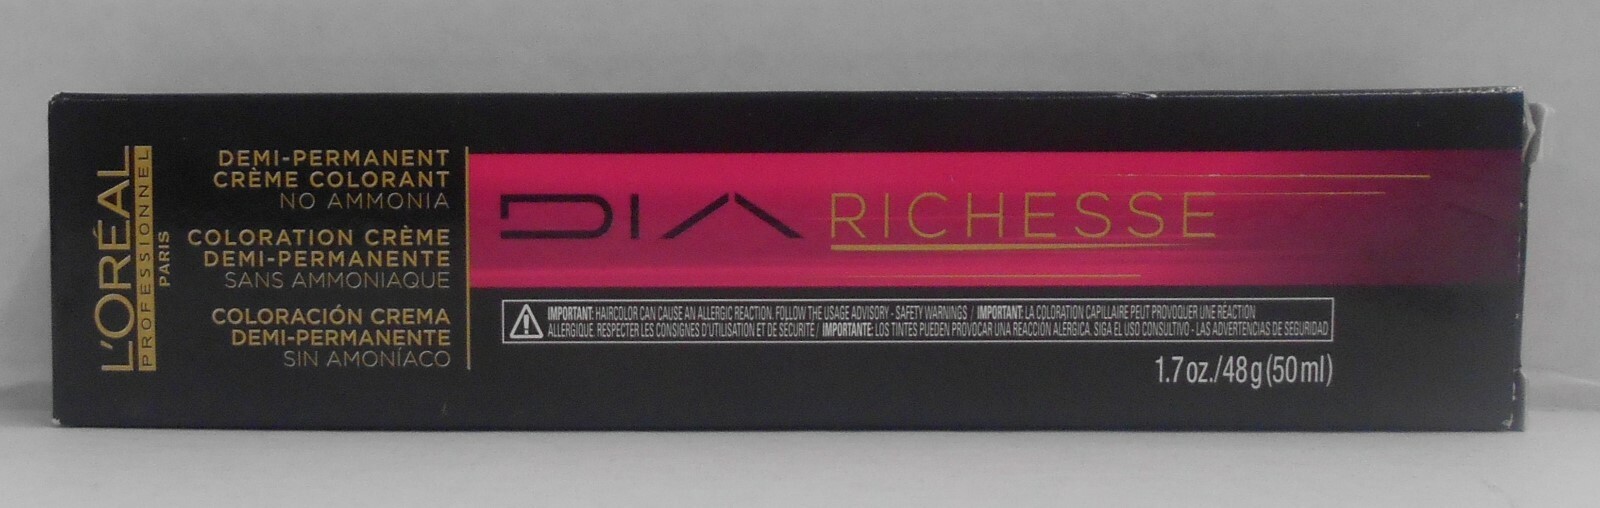 L'ORÉAL
PROFESSIONNEL
PARIS
DEMI-PERMANENT
CRÈME COLORANT
NO AMMONIA
COLORATION CRÈME
DEMI-PERMANENTE
SANS AMMONIAQUE
COLORACIÓN CREMA
DEMI-PERMANENTE
SIN AMONÍACO
DIA RICHESSE
IMPORTANT: HAIRCOLOR CAN CAUSE AN ALLERGIC REACTION. FOLLOW THE USAGE ADVISORY - SAFETY WARNINGS / IMPORTANT: LA COLORATION CAPILLAIRE PEUT PROVOQUER UNE RÉACTION
ALLERGIQUE. RESPECTER LES CONSIGNES D'UTILISATION ET DE SÉCURITÉ / IMPORTANTE: LOS TINTES PUEDEN PROVOCAR UNA REACCIÓN ALÉRGICA. SIGA EL USO CONSULTIVO - LAS ADVERTENCIAS DE SEGURIDAD
1.7 oz./48 g (50 ml)